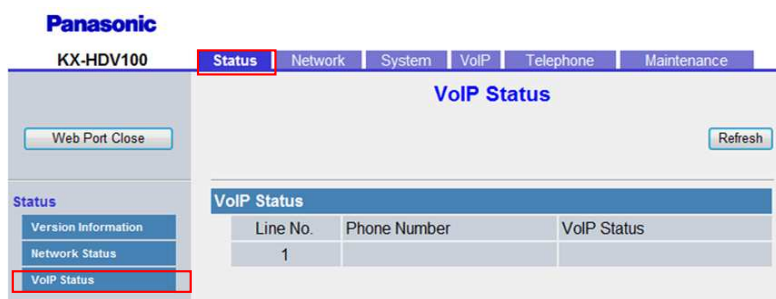 Panasonic
KX-HDV100
Status Network System VoIP Telephone Maintenance
VoIP Status
Web Port Close
Refresh
Status
Version Information
Network Status
VoIP Status
VoIP Status
Line No. Phone Number VoIP Status
1